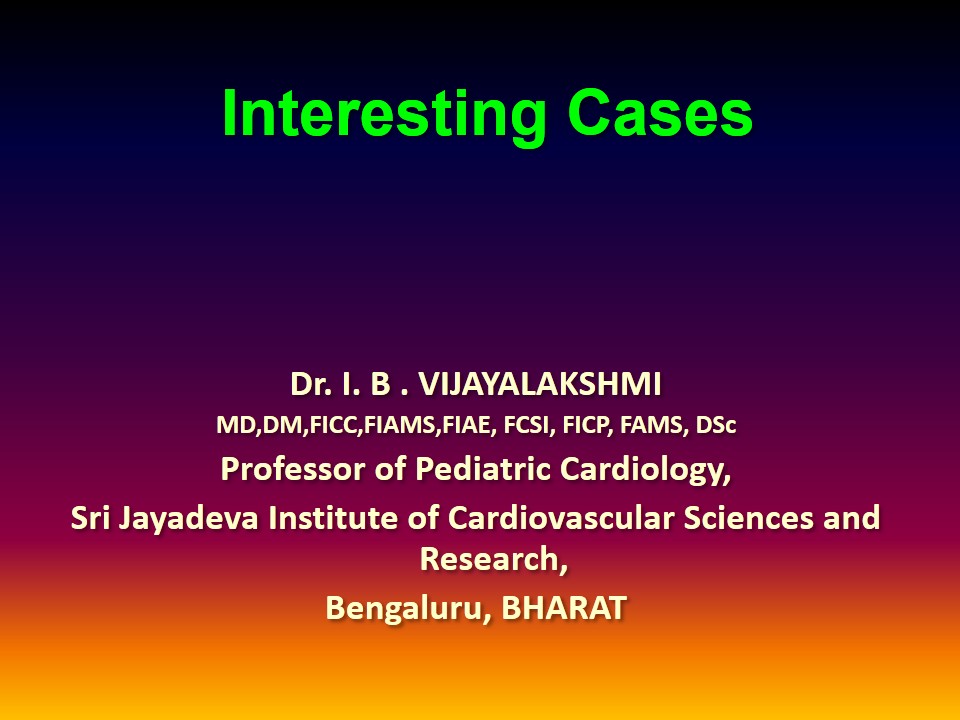 Interesting Cases
Dr. I. B . VIJAYALAKSHMI
MD,DM,FICC,FIAMS,FIAE, FCSI, FICP, FAMS, DSc
Professor of Pediatric Cardiology,
Sri Jayadeva Institute of Cardiovascular Sciences and
Research,
Bengaluru, BHARAT